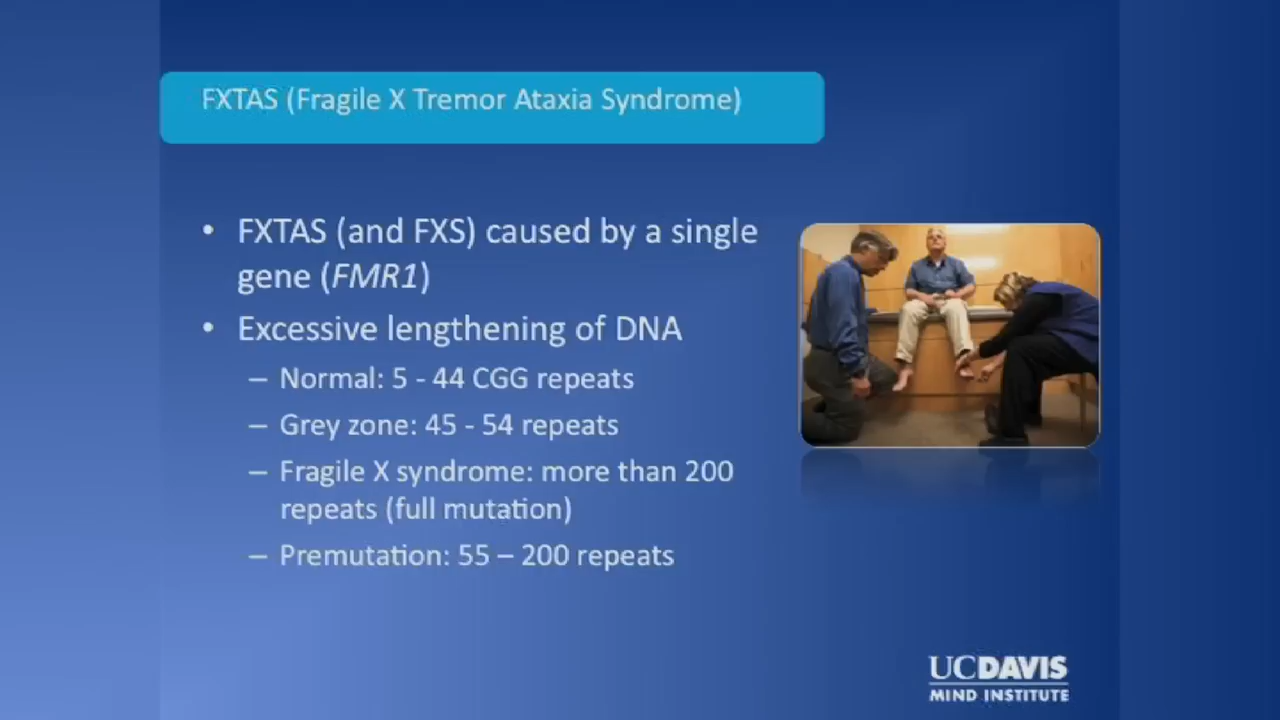 FXTAS (Fragile X Tremor Ataxia Syndrome)
• FXTAS (and FXS) caused by a single
gene (FMR1)
• Excessive lengthening of DNA
– Normal: 5 - 44 CGG repeats
– Grey zone: 45 - 54 repeats
– Fragile X syndrome: more than 200
repeats (full mutation)
– Premutation: 55 – 200 repeats
UCDAVIS
MIND INSTITUTE